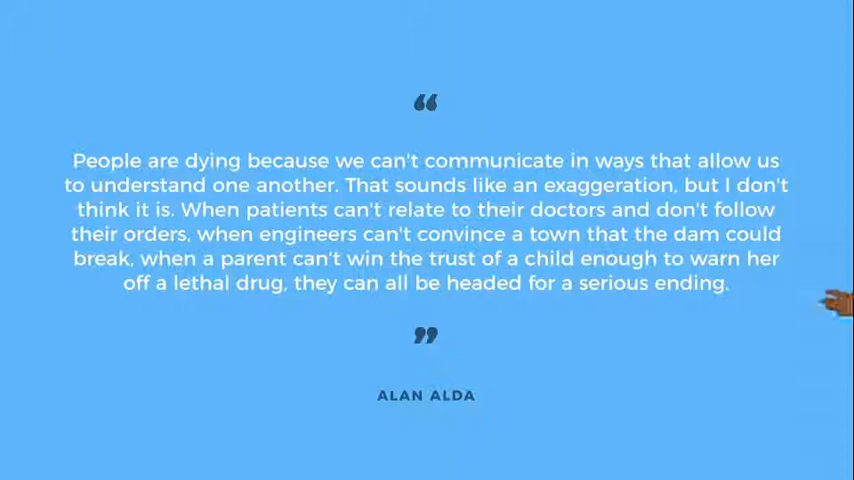 “
People are dying because we can't communicate in ways that allow us
to understand one another. That sounds like an exaggeration, but I don't
think it is. When patients can't relate to their doctors and don't follow
their orders, when engineers can't convince a town that the dam could
break, when a parent can't win the trust of a child enough to warn her
off a lethal drug, they can all be headed for a serious ending.
”
ALAN ALDA